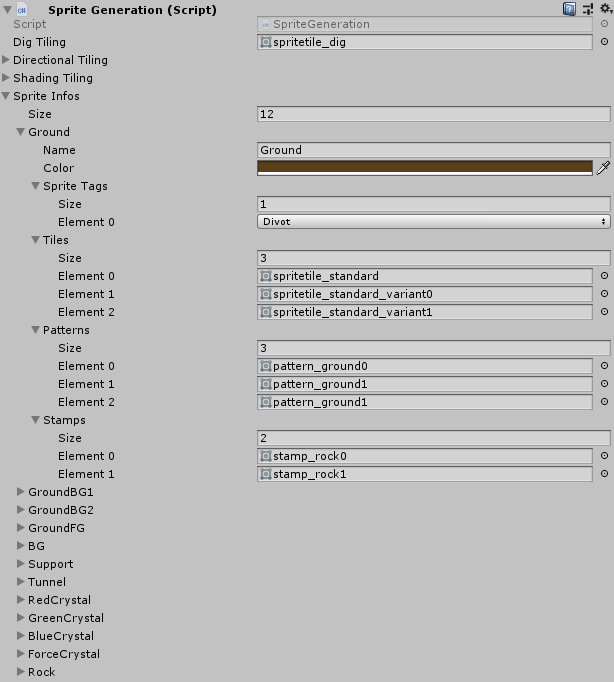 Sprite Generation (Script)
Script SpriteGeneration
Dig Tiling spritetile_dig
Directional Tiling
Shading Tiling
Sprite Infos
Size 12
Ground
Name Ground
Color
Sprite Tags
Size 1
Element 0 Divot
Tiles
Size 3
Element 0 spritetile_standard
Element 1 spritetile_standard_variant0
Element 2 spritetile_standard_variant1
Patterns
Size 3
Element 0 pattern_ground0
Element 1 pattern_ground1
Element 2 pattern_ground1
Stamps
Size 2
Element 0 stamp_rock0
Element 1 stamp_rock1
GroundBG1
GroundBG2
GroundFG
BG
Support
Tunnel
RedCrystal
GreenCrystal
BlueCrystal
ForceCrystal
Rock